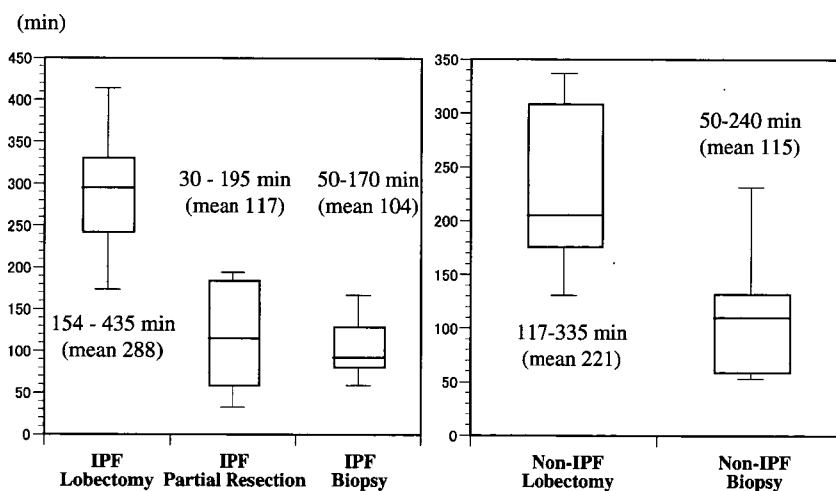 (min)
450
400
350
300
250
200
150
100
50
0
30 - 195 min
(mean 117)
50-170 min
(mean 104)
154 - 435 min
(mean 288)
IPF
Lobectomy
IPF
Partial Resection
IPF
Biopsy
350
300
250
200
150
100
50
0
50-240 min
(mean 115)
117-335 min
(mean 221)
Non-IPF
Lobectomy
Non-IPF
Biopsy